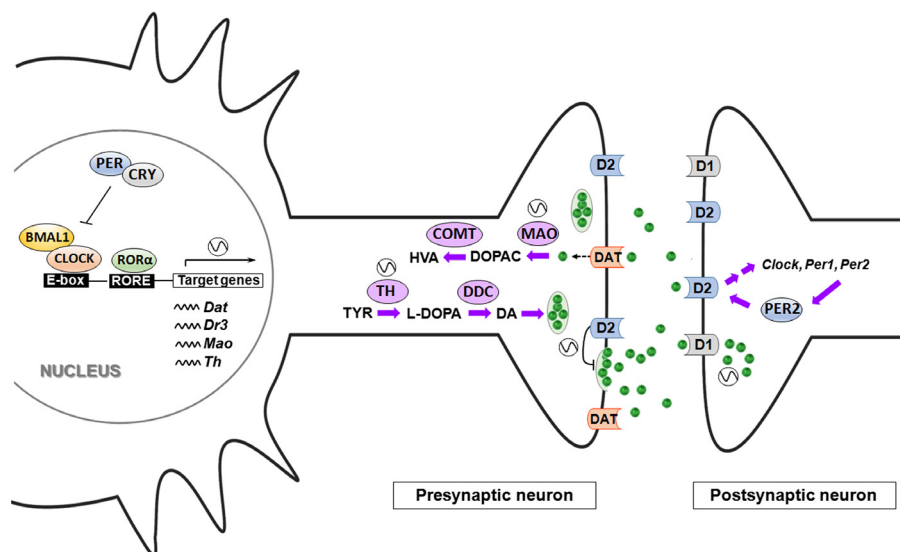 PER
CRY
BMAL1
CLOCK
RORα
E-box
RORE
Target genes
Dat
Dr3
Mao
Th
NUCLEUS
COMT
MAO
HVA
DOPAC
TH
DDC
TYR
L-DOPA
DA
D2
DAT
D2
DAT
D1
D2
D2
Clock, Per1, Per2
PER2
D1
Presynaptic neuron
Postsynaptic neuron